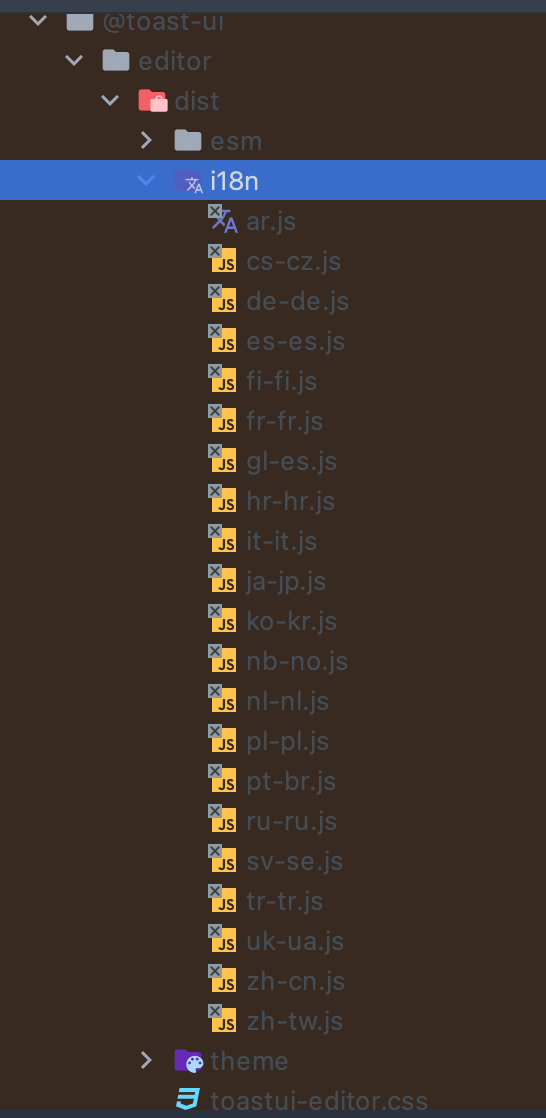 @toast-ui
editor
dist
esm
i18n
ar.js
cs-cz.js
de-de.js
es-es.js
fi-fi.js
fr-fr.js
gl-es.js
hr-hr.js
it-it.js
ja-jp.js
ko-kr.js
nb-no.js
nl-nl.js
pl-pl.js
pt-br.js
ru-ru.js
sv-se.js
tr-tr.js
uk-ua.js
zh-cn.js
zh-tw.js
theme
toastui-editor.css